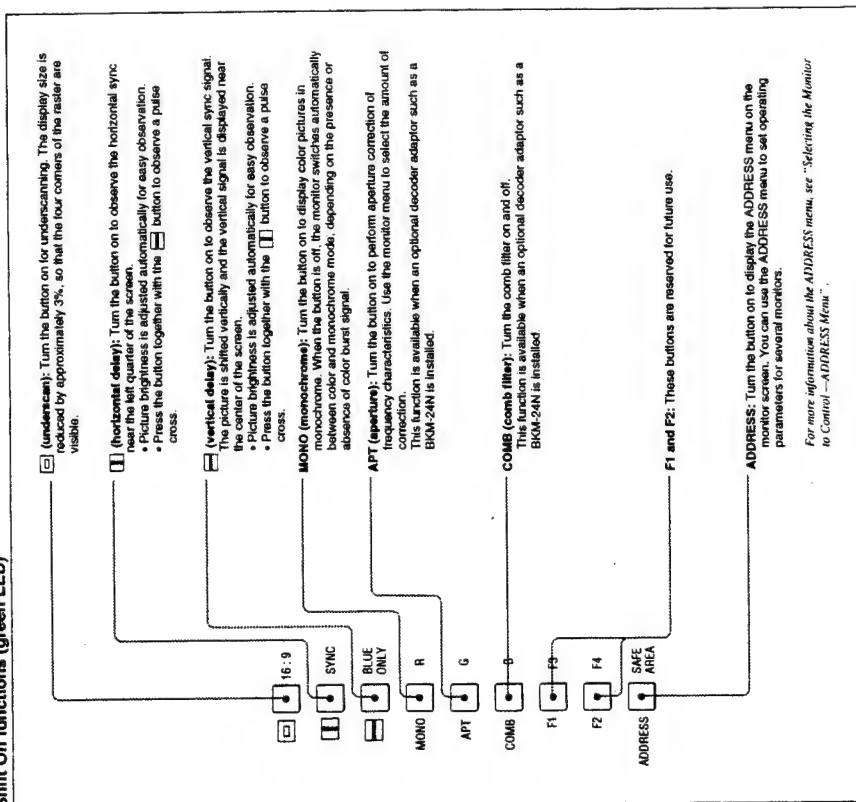 Shift On functions (green LED)
16 : 9
SYNC
BLUE
ONLY
MONO R
APT G
COMB B
F1 F3
F2 F4
ADDRESS SAFE
AREA
(underscan): Turn the button on for underscanning. The display size is
reduced by approximately 3%, so that the four corners of the raster are
visible.
(horizontal delay): Turn the button on to observe the horizontal sync
near the left quarter of the screen.
• Picture brightness is adjusted automatically for easy observation.
• Press the button together with the button to observe a pulse
cross.
(vertical delay): Turn the button on to observe the vertical sync signal.
The picture is shifted vertically and the vertical signal is displayed near
the center of the screen.
• Picture brightness is adjusted automatically for easy observation.
• Press the button together with the button to observe a pulse
cross.
MONO (monochrome): Turn the button on to display color pictures in
monochrome. When the button is off, the monitor switches automatically
between color and monochrome mode, depending on the presence or
absence of color burst signal.
APT (aperture): Turn the button on to perform aperture correction of
frequency characteristics. Use the monitor menu to select the amount of
correction.
This function is available when an optional decoder adaptor such as a
BKM-24N is installed.
COMB (comb filter): Turn the comb filter on and off.
This function is available when an optional decoder adaptor such as a
BKM-24N is installed.
F1 and F2: These buttons are reserved for future use.
ADDRESS: Turn the button on to display the ADDRESS menu on the
monitor screen. You can use the ADDRESS menu to set operating
parameters for several monitors.
For more information about the ADDRESS menu, see "Selecting the Monitor
to Control—ADDRESS Menu".